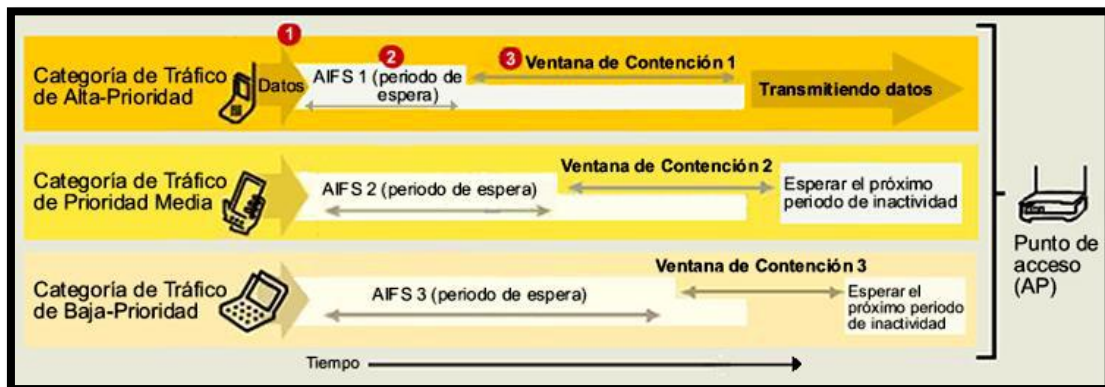 1
2
3
Categoría de Tráfico
de Alta-Prioridad
Datos
AIFS 1 (periodo de
espera)
Ventana de Contención 1
Transmitiendo datos
Categoría de Tráfico
de Prioridad Media
AIFS 2 (periodo de espera)
Ventana de Contención 2
Esperar el próximo
periodo de inactividad
Categoría de Tráfico
de Baja-Prioridad
AIFS 3 (periodo de espera)
Ventana de Contención 3
Esperar el
próximo periodo
de inactividad
Punto de
acceso
(AP)
Tiempo